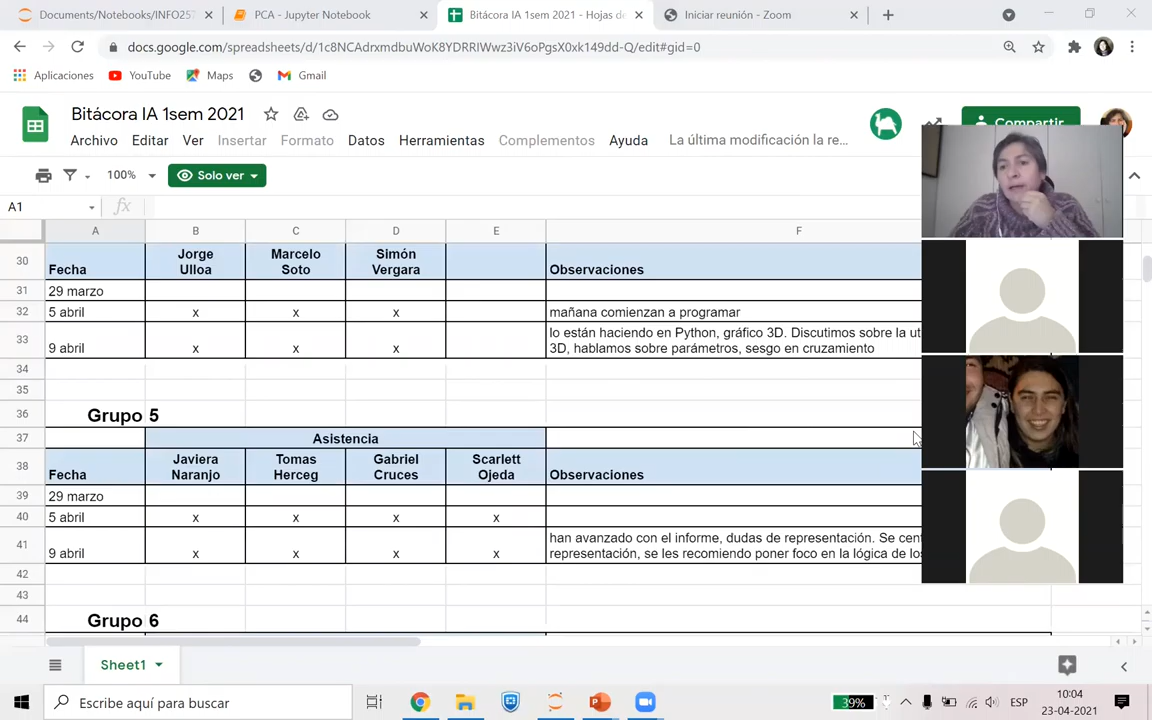 Documents/Notebooks/INFO257
PCA - Jupyter Notebook
Bitácora IA 1sem 2021 - Hojas de
Iniciar reunión - Zoom
docs.google.com/spreadsheets/d/1c8NCAdrxmdbuWoK8YDRRIWwz3iV6oPgsX0xk149dd-Q/edit#gid=0
Aplicaciones
YouTube
Maps
Gmail
Bitácora IA 1sem 2021
Compartir
Archivo
Editar
Ver
Insertar
Formato
Datos
Herramientas
Complementos
Ayuda
La última modificación la re...
100%
Solo ver
A1
fx
A B C D E F
30 Fecha Jorge Ulloa Marcelo Soto Simón Vergara Observaciones
31 29 marzo
32 5 abril x x x mañana comienzan a programar
33 9 abril x x x lo están haciendo en Python, gráfico 3D. Discutimos sobre la ut
3D, hablamos sobre parámetros, sesgo en cruzamiento
34
35
36 Grupo 5
37 Asistencia
38 Fecha Javiera Naranjo Tomas Herceg Gabriel Cruces Scarlett Ojeda Observaciones
39 29 marzo
40 5 abril x x x x
41 9 abril x x x x han avanzado con el informe, dudas de representación. Se cent
representación, se les recomiendo poner foco en la lógica de lo
42
43
44 Grupo 6
Sheet1
Escribe aquí para buscar
39%
ESP
10:04
23-04-2021